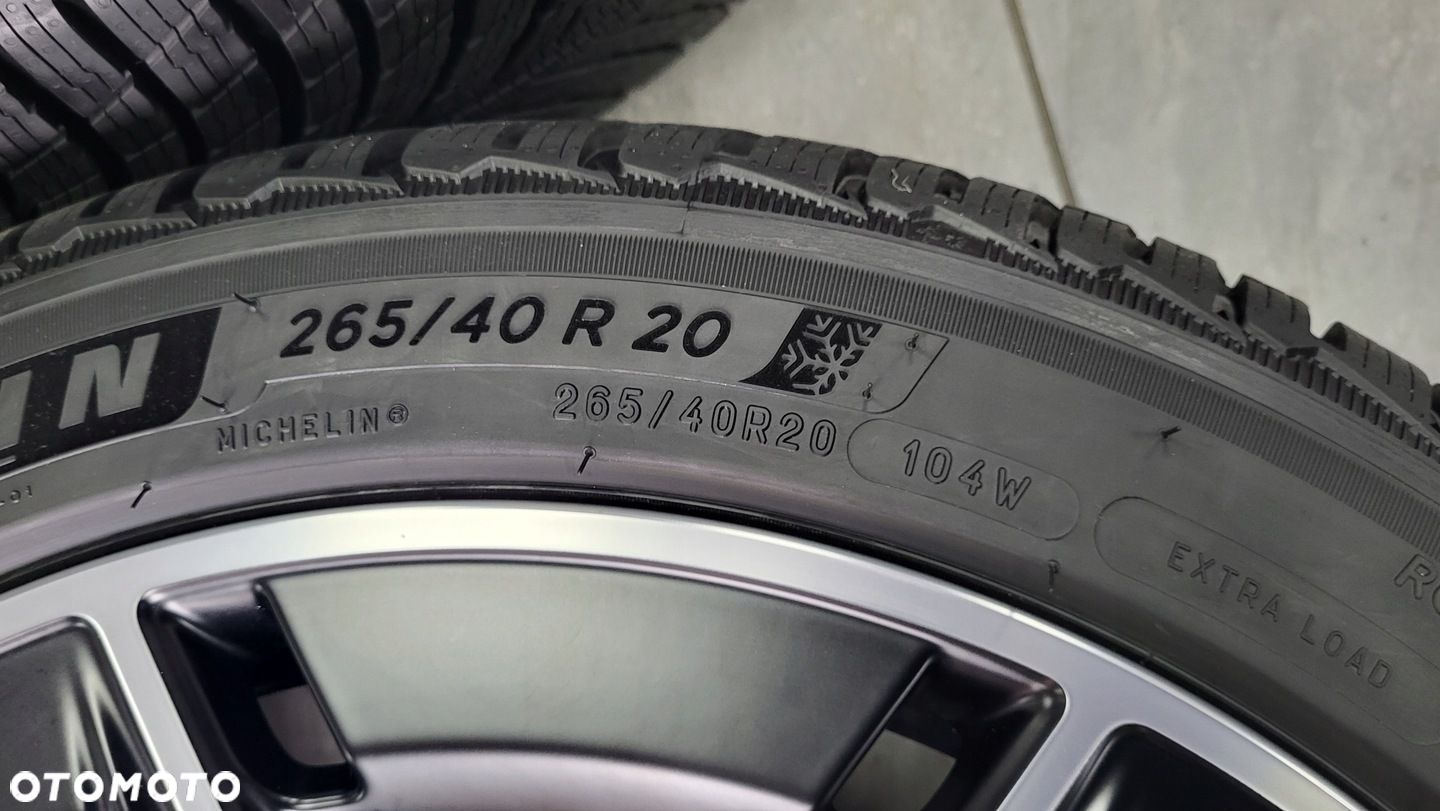 265/40 R 20
MICHELIN®
265/40R20
104W
EXTRA LOAD
OTOMOTO